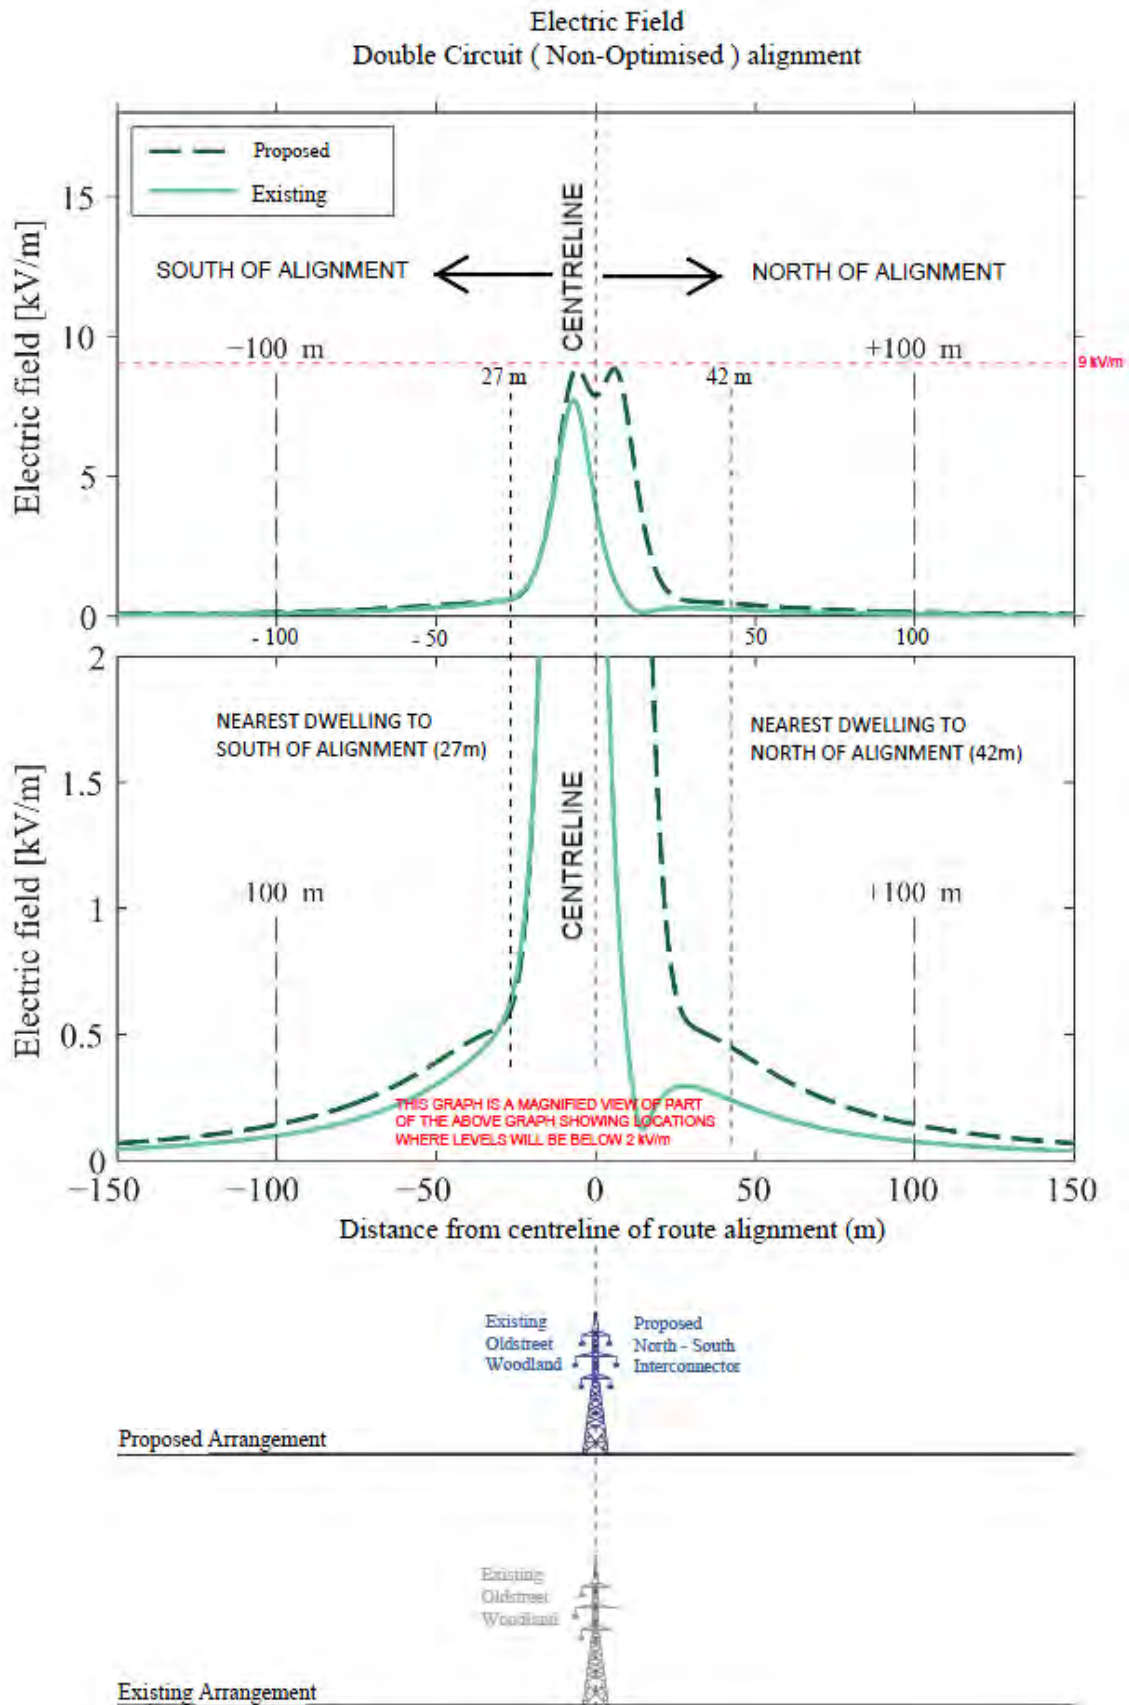 Electric Field
Double Circuit ( Non-Optimised ) alignment
Proposed
Existing
15
10
5
0
Electric field [kV/m]
SOUTH OF ALIGNMENT
CENTRELINE
NORTH OF ALIGNMENT
−100 m
+100 m
9 kV/m
27 m
42 m
- 100
- 50
50
100
2
1.5
1
0.5
0
Electric field [kV/m]
NEAREST DWELLING TO
SOUTH OF ALIGNMENT (27m)
NEAREST DWELLING TO
NORTH OF ALIGNMENT (42m)
CENTRELINE
-100 m
+100 m
THIS GRAPH IS A MAGNIFIED VIEW OF PART
OF THE ABOVE GRAPH SHOWING LOCATIONS
WHERE LEVELS WILL BE BELOW 2 kV/m
−150
−100
−50
0
50
100
150
Distance from centreline of route alignment (m)
Existing
Oldstreet
Woodland
Proposed
North - South
Interconnector
Proposed Arrangement
Existing
Oldstreet
Woodland
Existing Arrangement